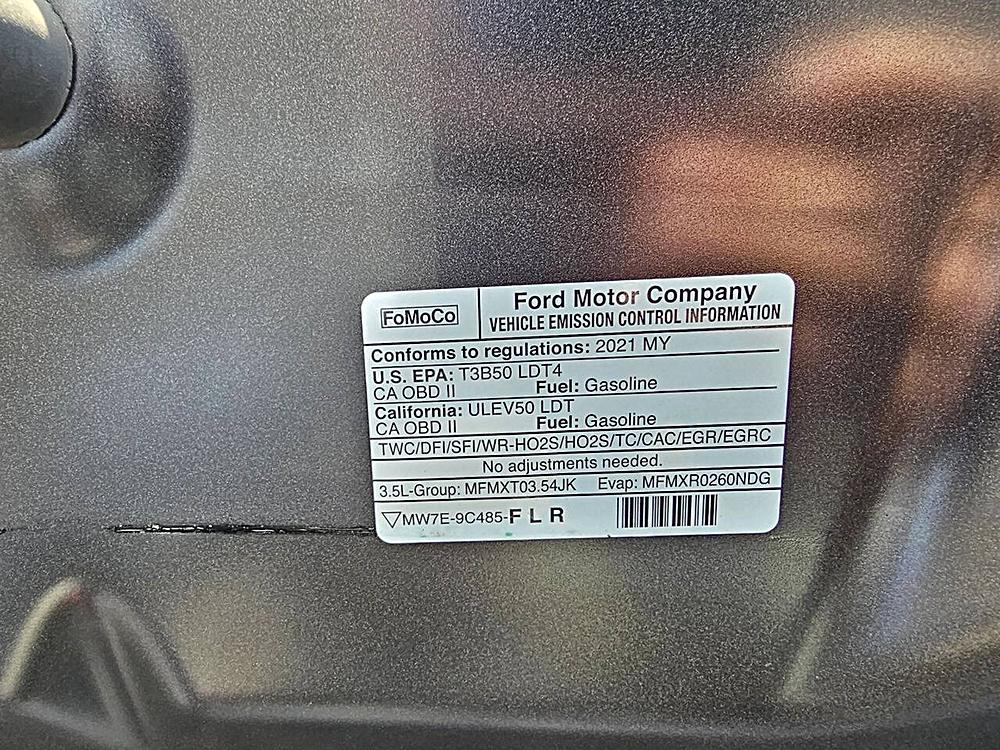 FoMoCo
Ford Motor Company
VEHICLE EMISSION CONTROL INFORMATION
Conforms to regulations: 2021 MY
U.S. EPA: T3B50 LDT4
CA OBD II Fuel: Gasoline
California: ULEV50 LDT
CA OBD II Fuel: Gasoline
TWC/DFI/SFI/WR-HO2S/HO2S/TC/CAC/EGR/EGRC
No adjustments needed.
3.5L-Group: MFMXT03.54JK Evap: MFMXR0260NDG
MW7E-9C485-FLR